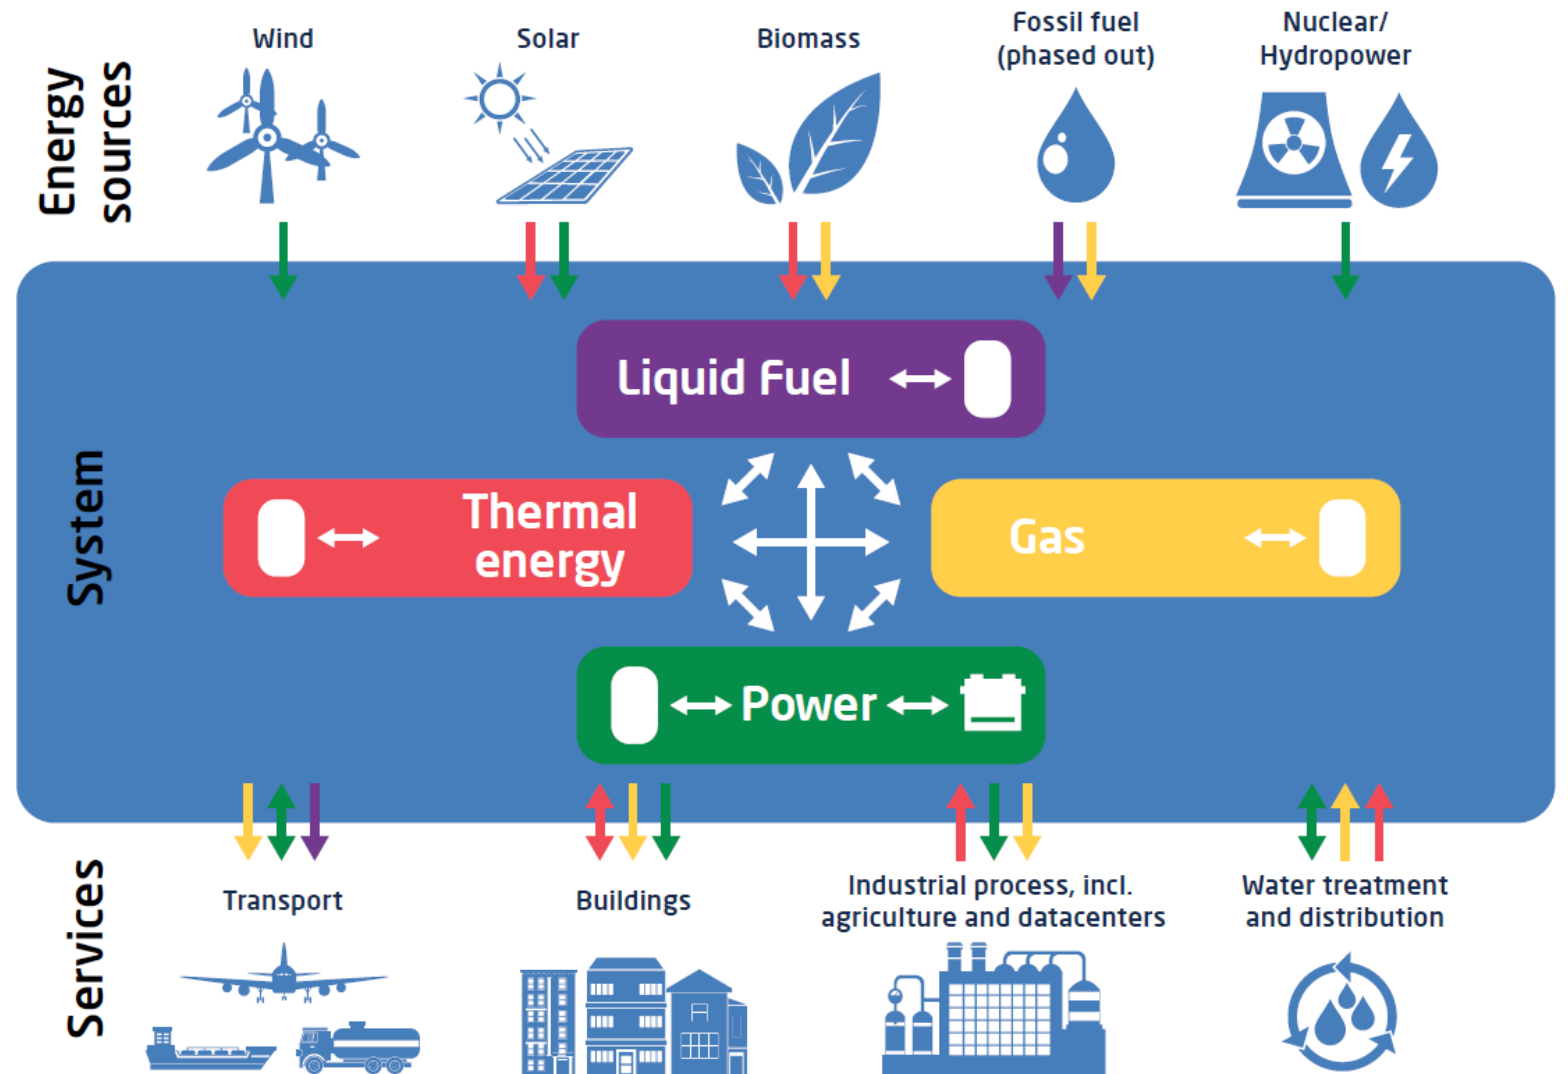 Energy
sources
Wind
Solar
Biomass
Fossil fuel
(phased out)
Nuclear/
Hydropower
System
Liquid Fuel
Thermal
energy
Gas
Power
Services
Transport
Buildings
Industrial process, incl.
agriculture and datacenters
Water treatment
and distribution